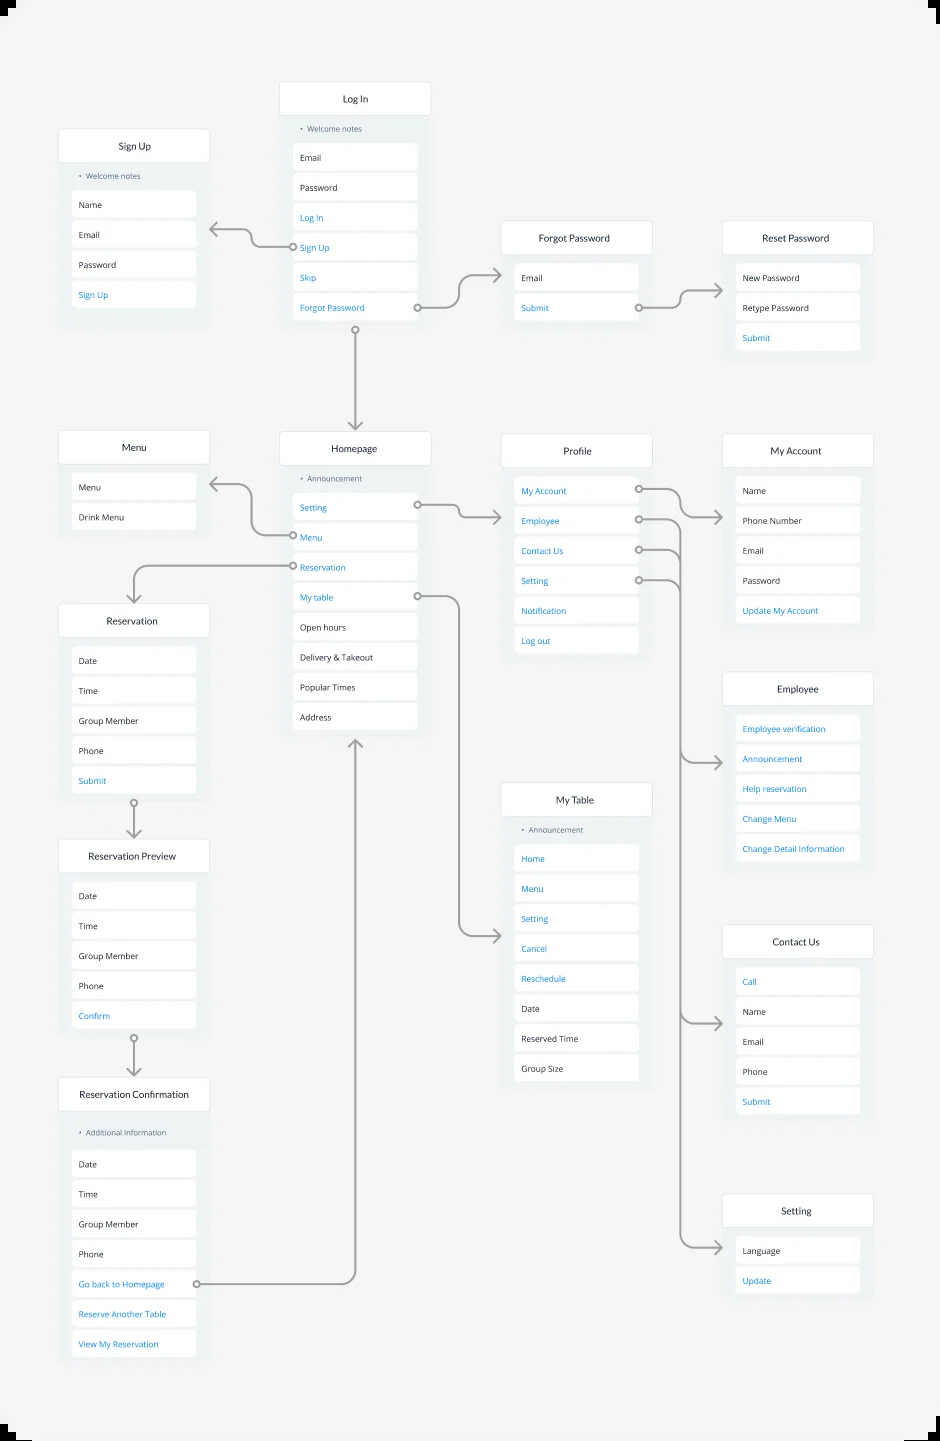 Log In
• Welcome notes
Email
Password
Log in
Sign Up
Skip
Forgot Password
Sign Up
• Welcome notes
Name
Email
Password
Sign Up
Forgot Password
Email
Submit
Reset Password
New Password
Retype Password
Submit
Menu
Menu
Drink Menu
Homepage
• Announcement
Setting
Menu
Reservation
My table
Open hours
Delivery & Takeout
Popular Times
Address
Profile
My Account
Employee
Contact Us
Setting
Notification
Log out
My Account
Name
Phone Number
Email
Password
Update My Account
Reservation
Date
Time
Group Member
Phone
Submit
Employee
Employee verification
Announcement
Help reservation
Change Menu
Change Detail Information
My Table
• Announcement
Home
Menu
Setting
Cancel
Reschedule
Date
Reserved Time
Group Size
Reservation Preview
Date
Time
Group Member
Phone
Confirm
Contact Us
Call
Name
Email
Phone
Submit
Reservation Confirmation
• Additional Information
Date
Time
Group Member
Phone
Go back to Homepage
Reserve Another Table
View My Reservation
Setting
Language
Update